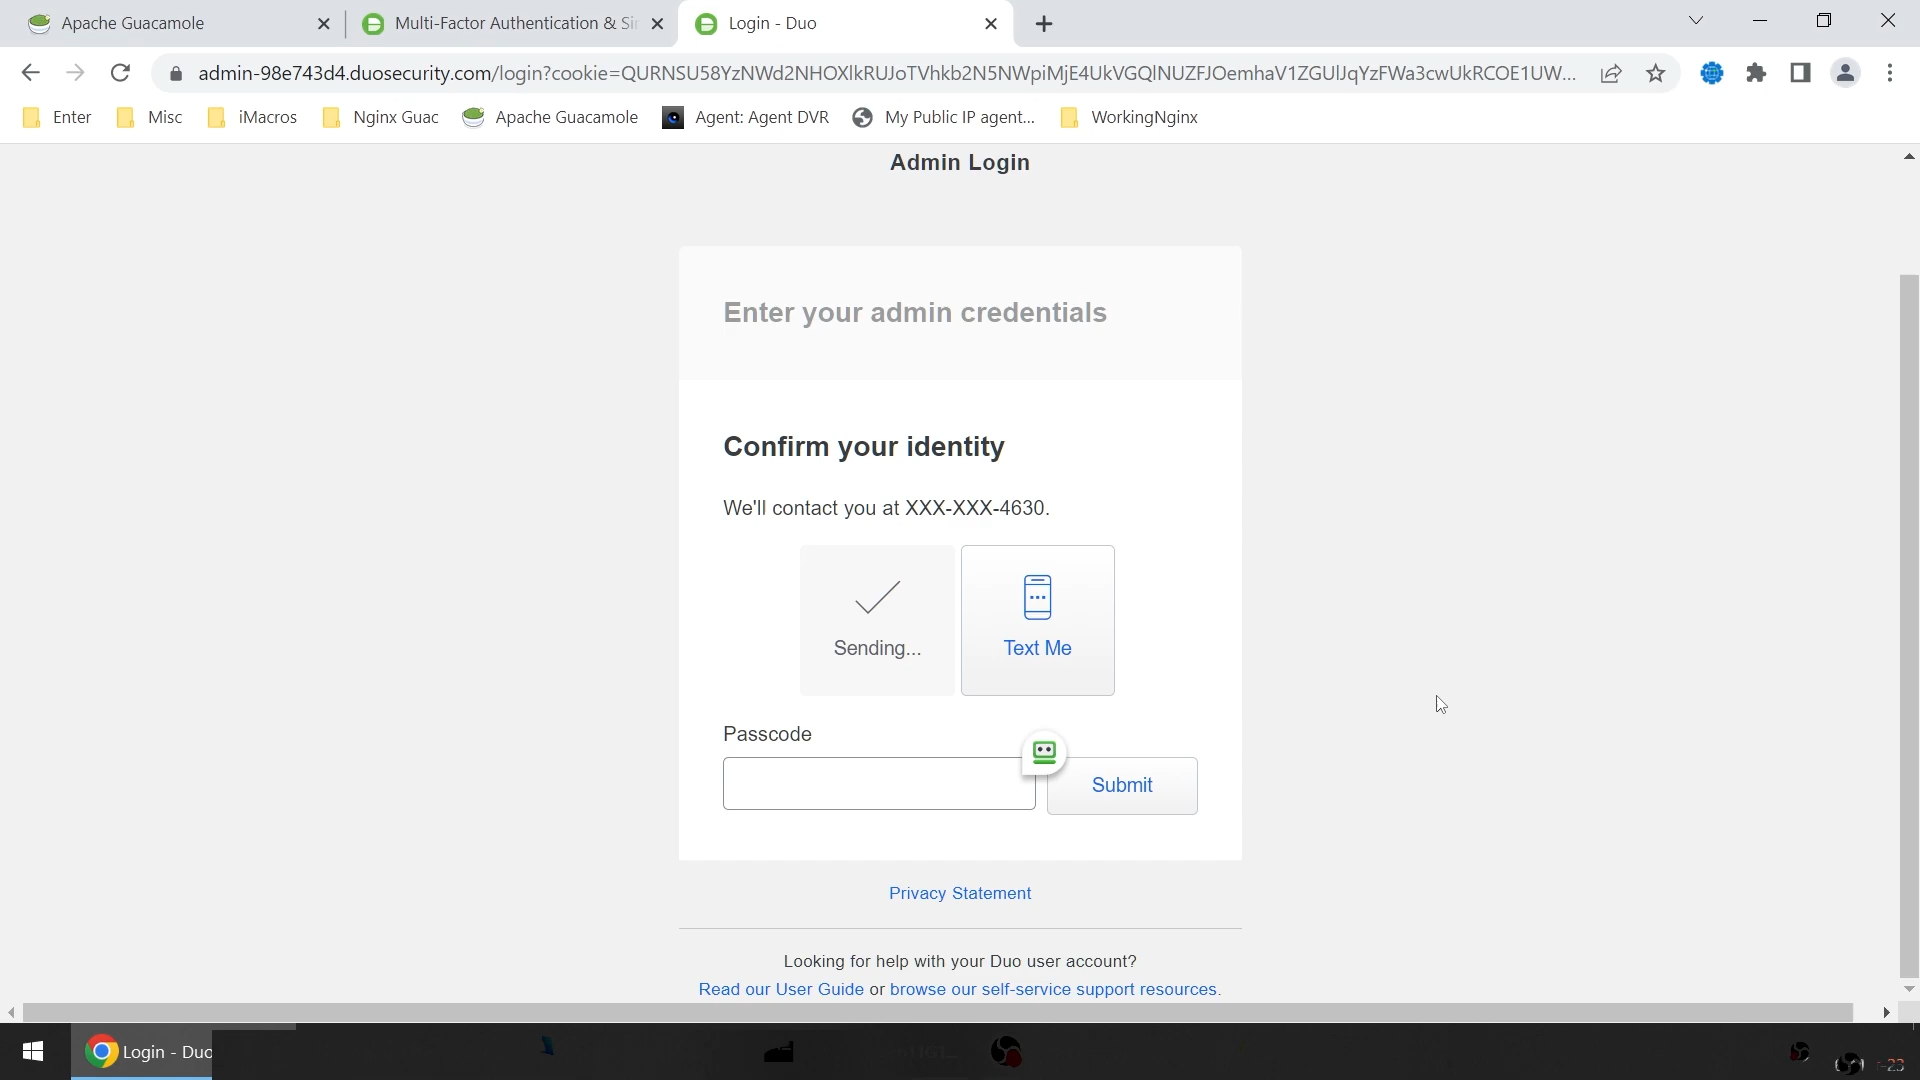 Apache Guacamole
Multi-Factor Authentication & Si
Login - Duo
admin-98e743d4.duosecurity.com/login?cookie=QURNSU58YzNWd2NHOXlkRUJoTVhkb2N5NWpiMjE4UkVGQlNUZFJOemhaV1ZGUlJqYzFWa3cwUkRCOE1UW...
Enter
Misc
iMacros
Nginx Guac
Apache Guacamole
Agent: Agent DVR
My Public IP agent...
WorkingNginx
Admin Login
Enter your admin credentials
Confirm your identity
We'll contact you at XXX-XXX-4630.
Sending...
Text Me
Passcode
Submit
Privacy Statement
Looking for help with your Duo user account?
Read our User Guide or browse our self-service support resources.
Login - Duo